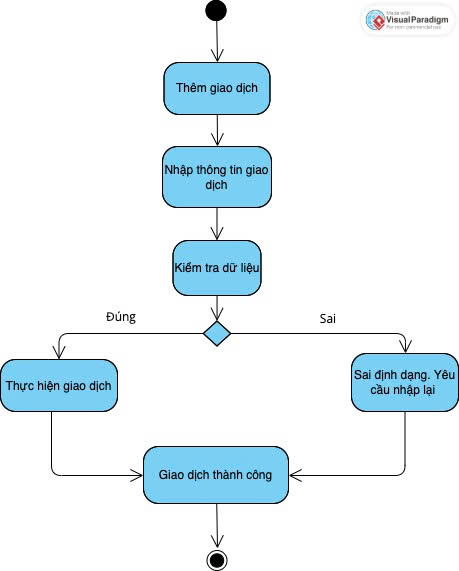 Made with
Visual Paradigm
For non-commercial use
Thêm giao dịch
Nhập thông tin giao
dịch
Kiểm tra dữ liệu
Đúng
Sai
Thực hiện giao dịch
Sai định dạng. Yêu
cầu nhập lại
Giao dịch thành công